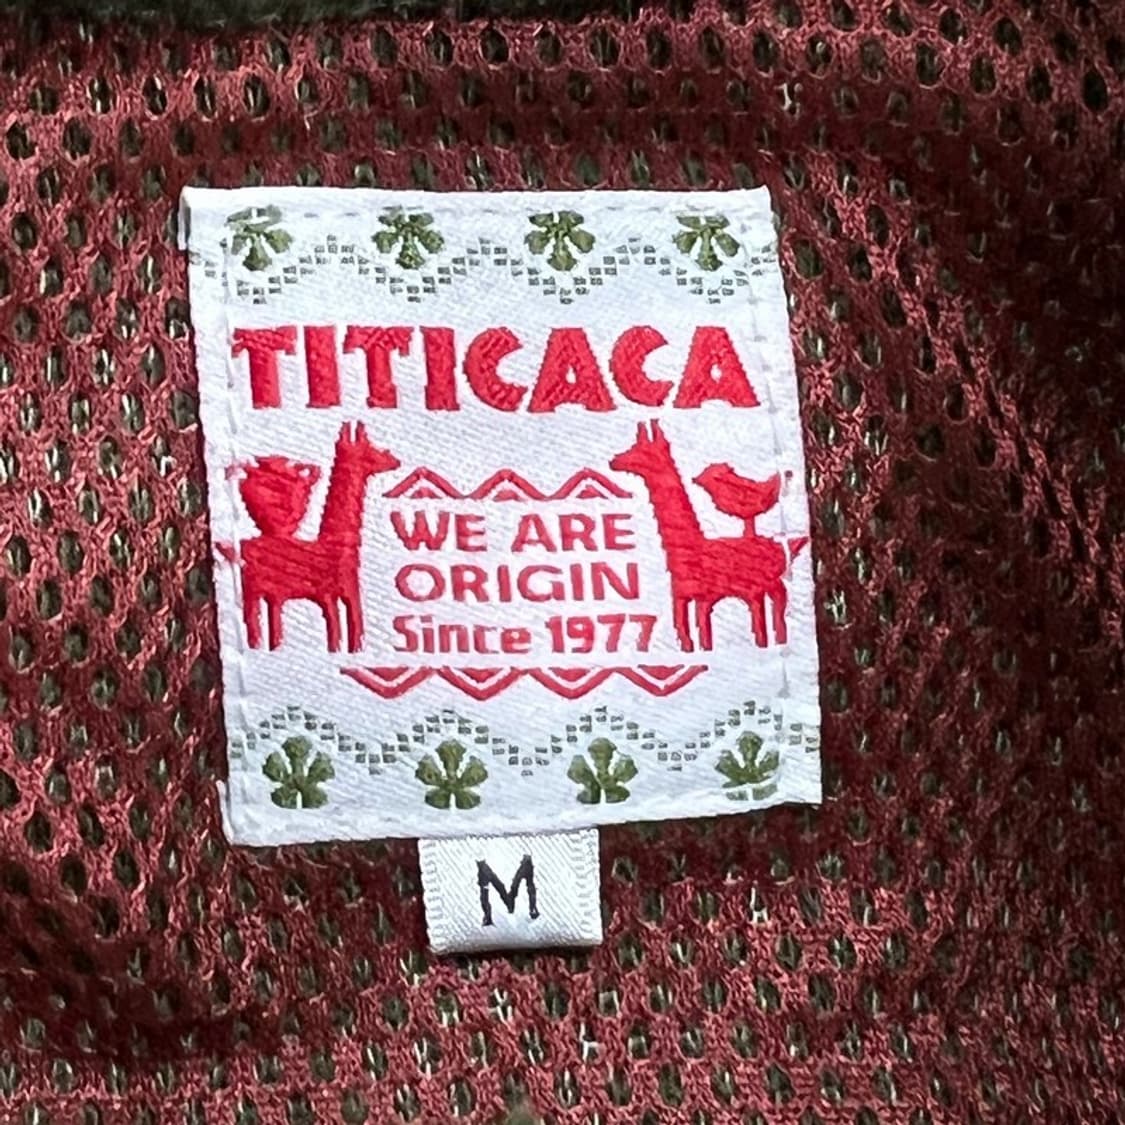 TITICACA
WE ARE
ORIGIN
Since 1977
M